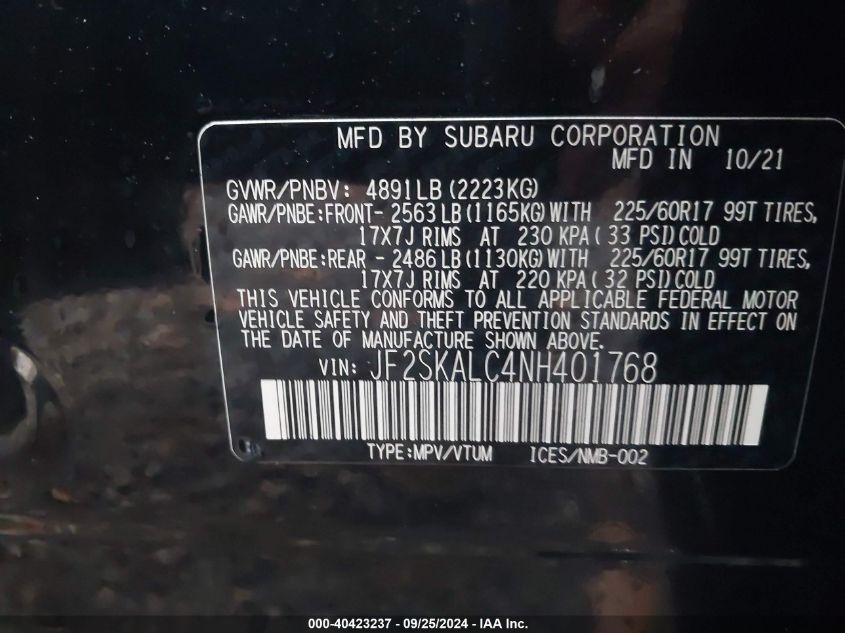 MFD BY SUBARU CORPORATION
MFD IN 10/21
GVWR/PNBV: 4891LB (2223KG)
GAWR/PNBE:FRONT- 2563 LB (1165KG) WITH 225/60R17 99T TIRES,
17X7J RIMS AT 230 KPA ( 33 PSI) COLD
GAWR/PNBE:REAR - 2486 LB (1130KG) WITH 225/60R17 99T TIRES,
17X7J RIMS AT 220 KPA ( 32 PSI) COLD
THIS VEHICLE CONFORMS TO ALL APPLICABLE FEDERAL MOTOR
VEHICLE SAFETY AND THEFT PREVENTION STANDARDS IN EFFECT ON
THE DATE OF MANUFACTURE SHOWN ABOVE.
VIN: JF2SKALC4NH401768
TYPE:MPV/VTUM ICES/NMB-002
000-40423237 - 09/25/2024 - IAA Inc.